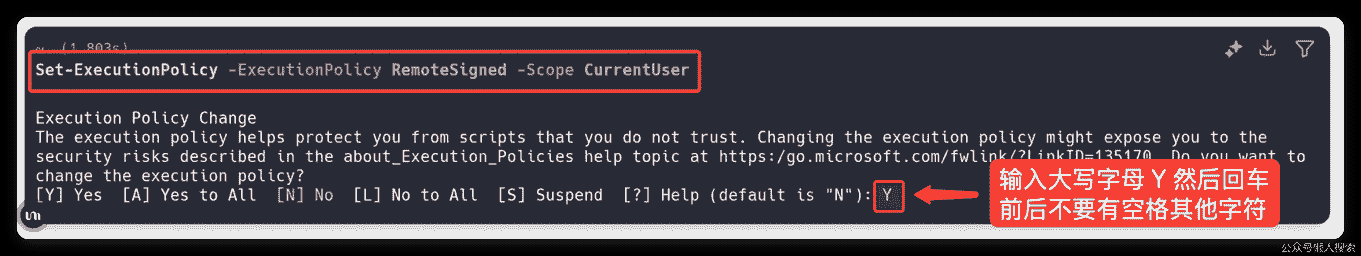 ~ (1.803s)
Set-ExecutionPolicy -ExecutionPolicy RemoteSigned -Scope CurrentUser
Execution Policy Change
The execution policy helps protect you from scripts that you do not trust. Changing the execution policy might expose you to the
security risks described in the about_Execution_Policies help topic at https:/go.microsoft.com/fwlink/?LinkID=135170. Do you want to
change the execution policy?
[Y] Yes [A] Yes to All [N] No [L] No to All [S] Suspend [?] Help (default is "N"): Y
输入大写字母 Y 然后回车
前后不要有空格其他字符
公众号懒人搜索